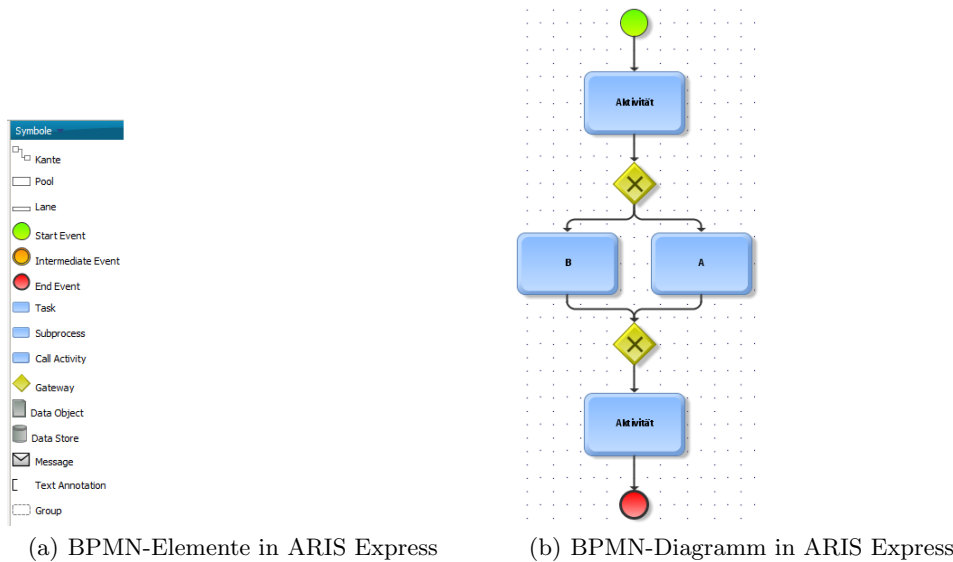 Symbole
Kante
Pool
Lane
Start Event
Intermediate Event
End Event
Task
Subprocess
Call Activity
Gateway
Data Object
Data Store
Message
Text Annotation
Group
(a) BPMN-Elemente in ARIS Express
Aktivität
B A
Aktivität
(b) BPMN-Diagramm in ARIS Express